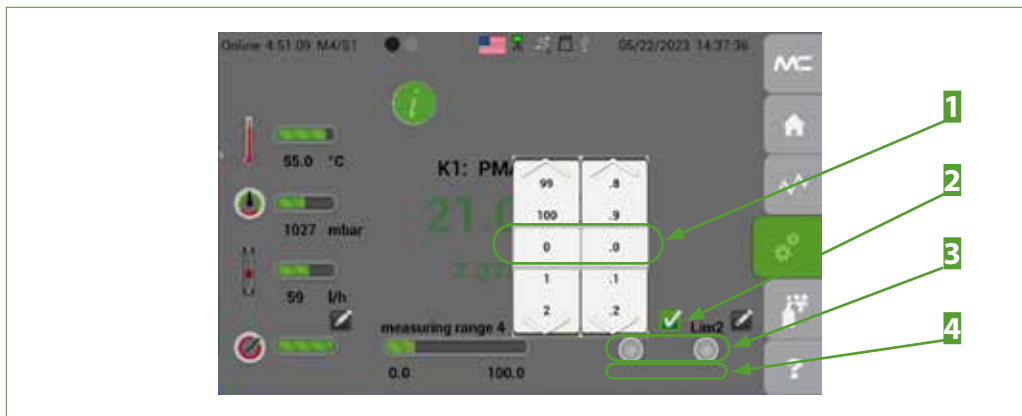 Online 4:51:09 M4/S1
05/22/2023 14:37:36
MC
i
1
55.0 °C
K1: PM
99 .8
2
1027 mbar
21.0
100 .9
0 .0
3
59 l/h
1 .1
2 .2
measuring range 4
Lim2
4
0.0 100.0
?